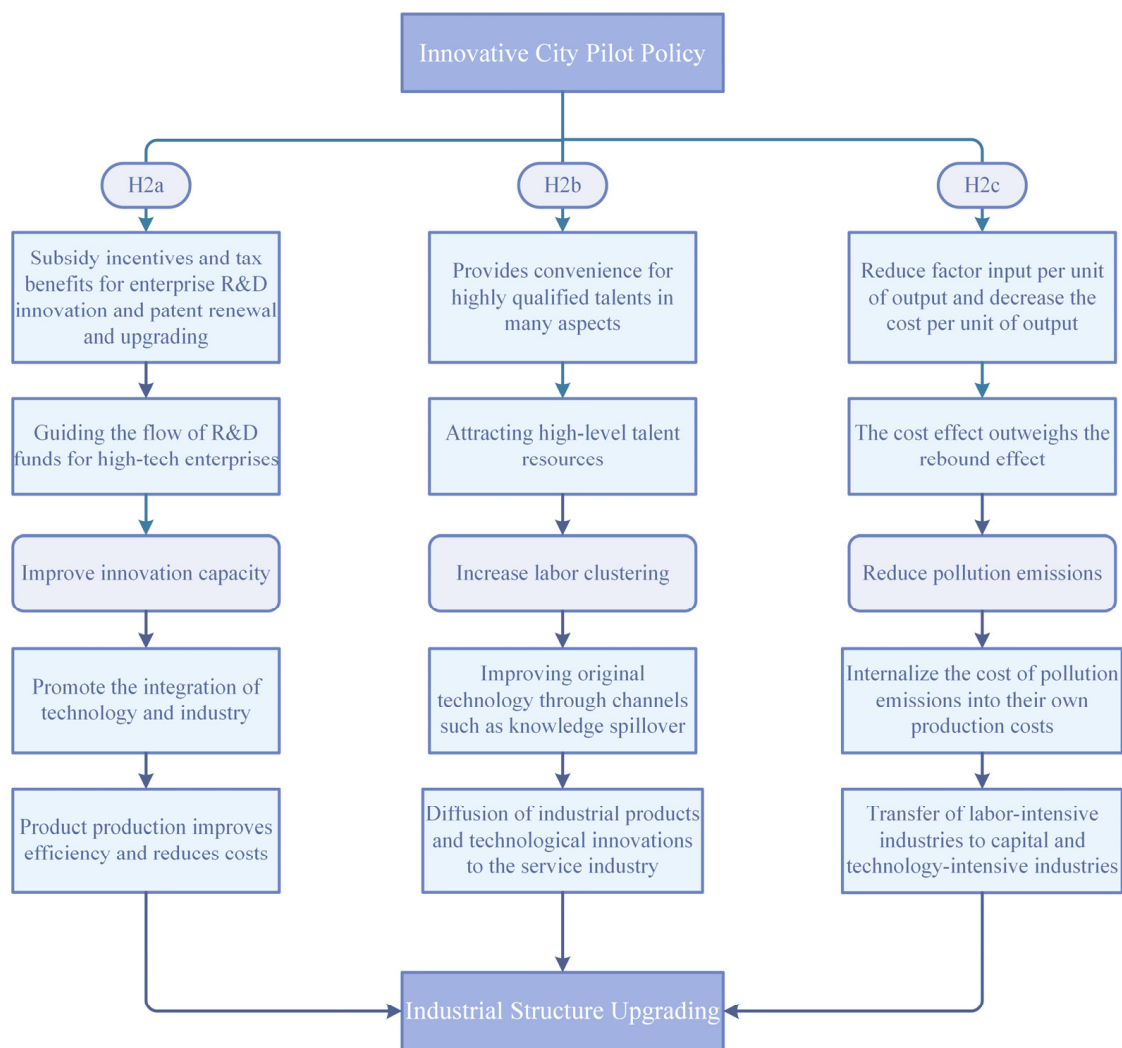 Innovative City Pilot Policy
H2a
H2b
H2c
Subsidy incentives and tax
benefits for enterprise R&D
innovation and patent renewal
and upgrading
Provides convenience for
highly qualified talents in
many aspects
Reduce factor input per unit
of output and decrease the
cost per unit of output
Guiding the flow of R&D
funds for high-tech enterprises
Attracting high-level talent
resources
The cost effect outweighs the
rebound effect
Improve innovation capacity
Increase labor clustering
Reduce pollution emissions
Promote the integration of
technology and industry
Improving original
technology through channels
such as knowledge spillover
Internalize the cost of pollution
emissions into their own
production costs
Product production improves
efficiency and reduces costs
Diffusion of industrial products
and technological innovations
to the service industry
Transfer of labor-intensive
industries to capital and
technology-intensive industries
Industrial Structure Upgrading